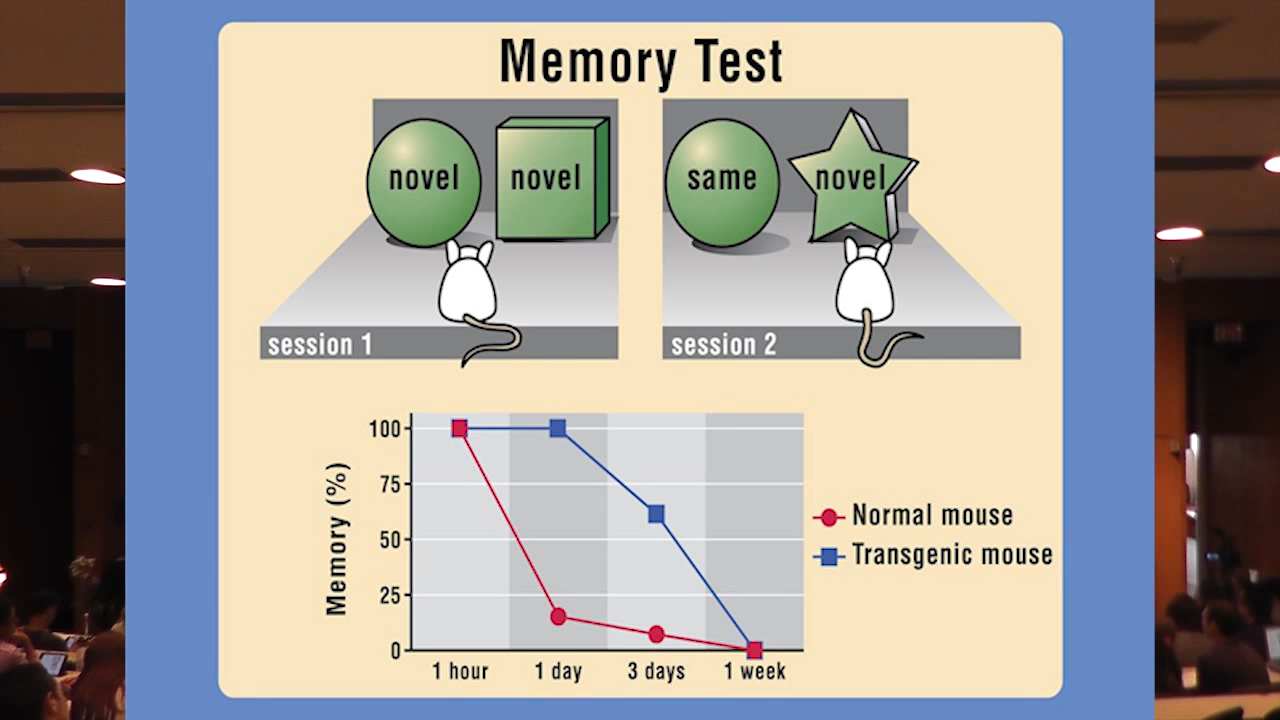 Memory Test
novel
novel
same
novel
session 1
session 2
Memory (%)
100
75
50
25
0
1 hour
1 day
3 days
1 week
Normal mouse
Transgenic mouse